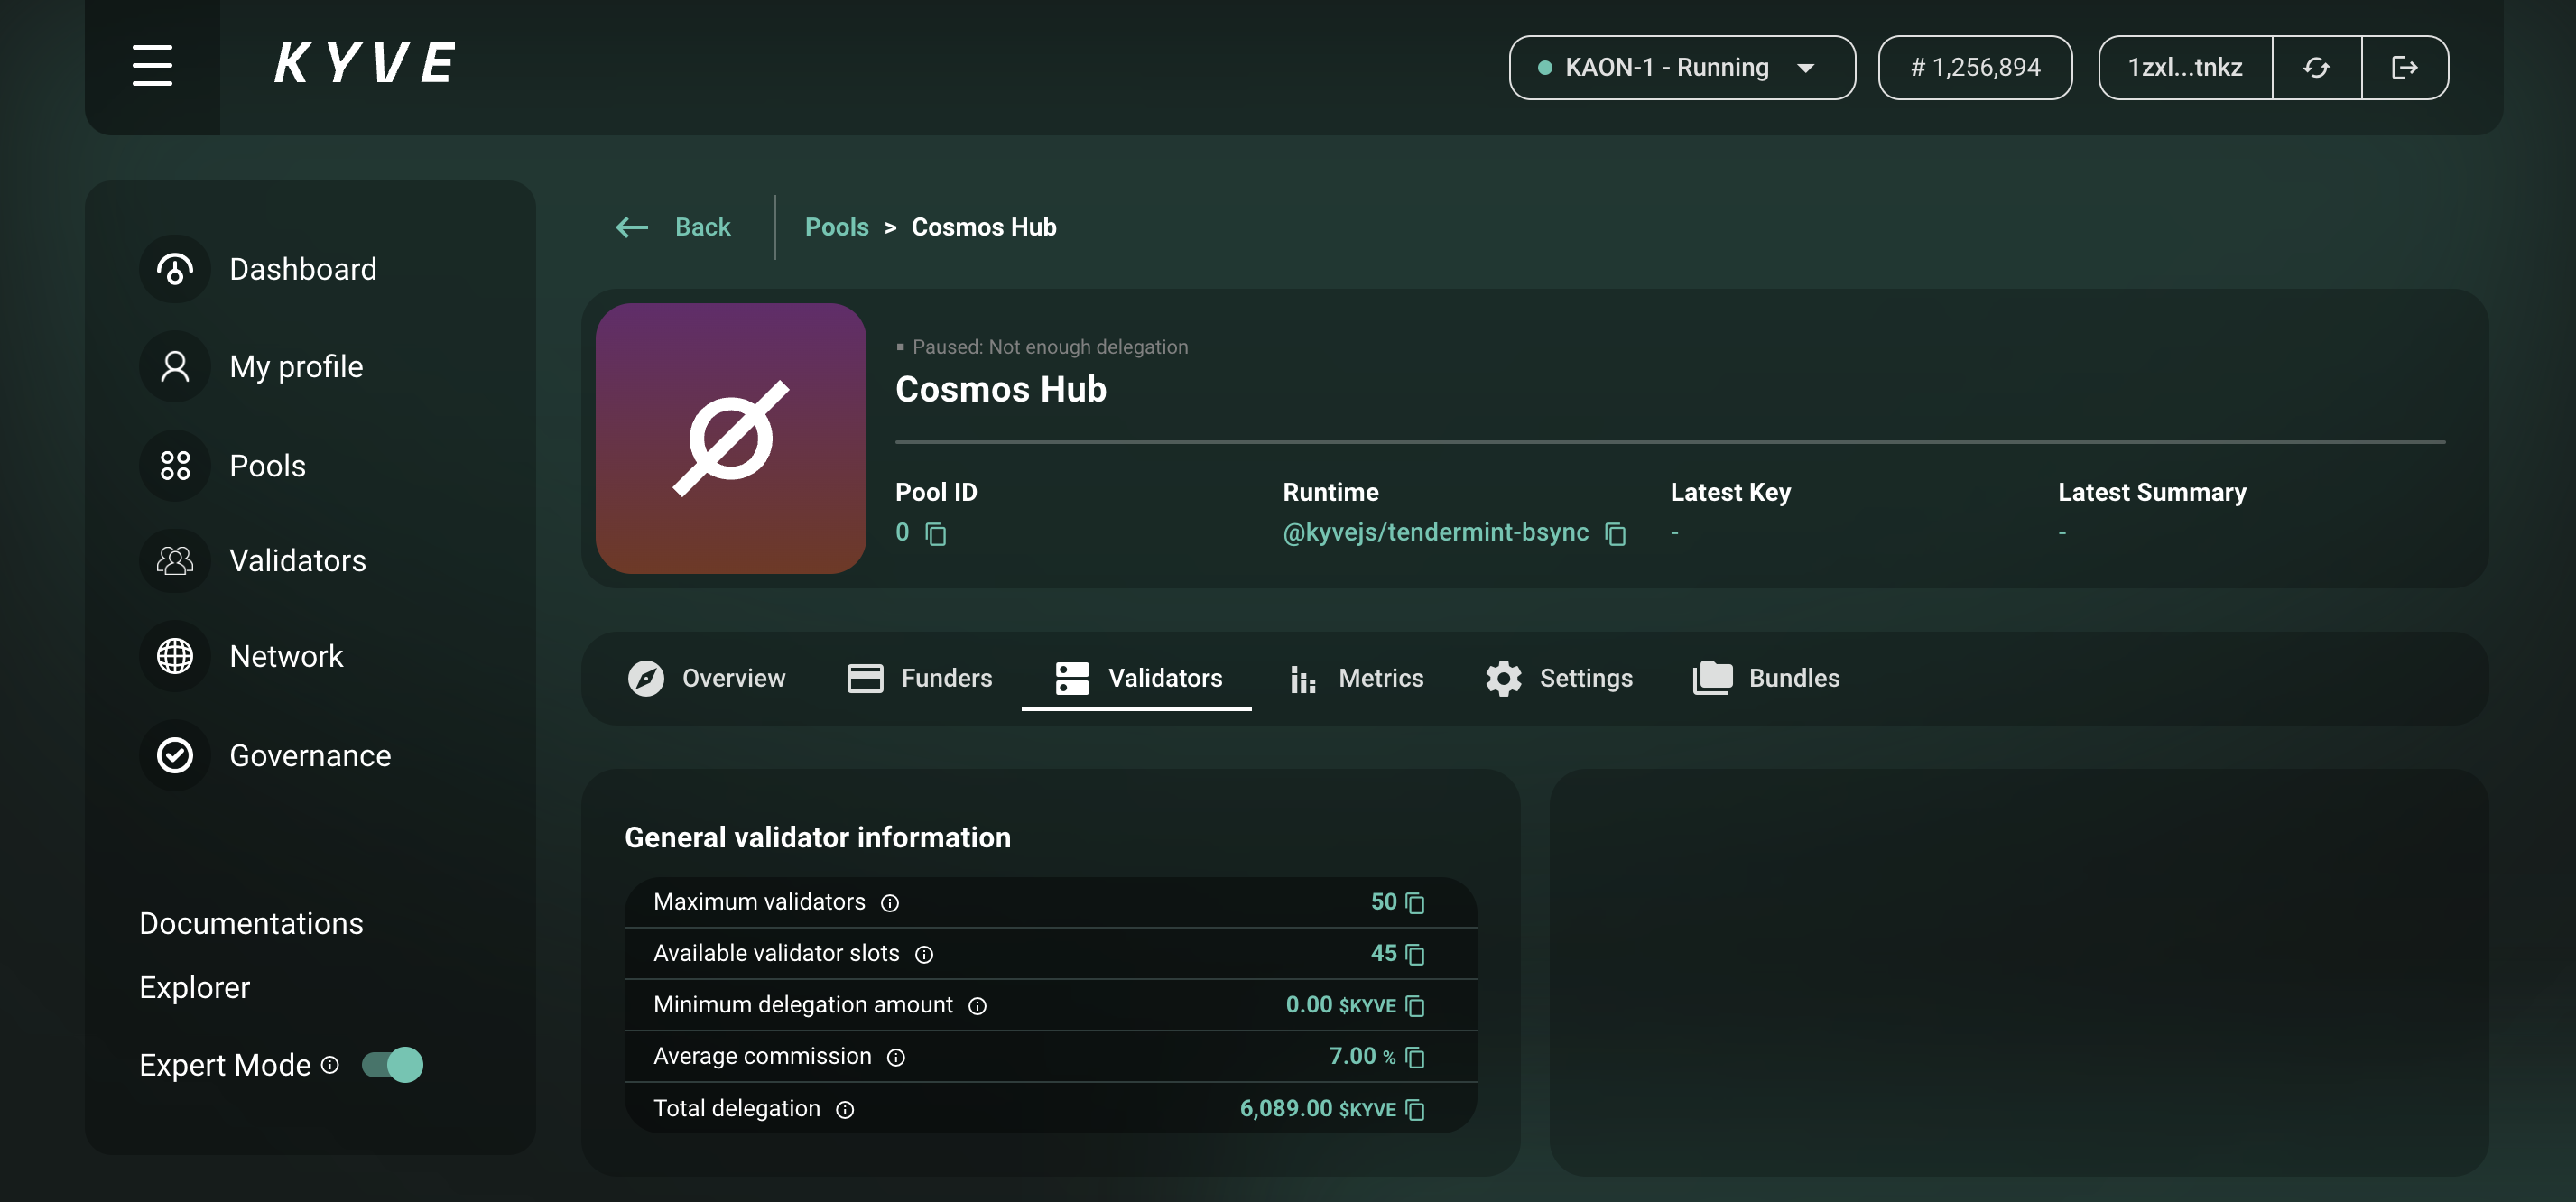 KYVE
KAON-1 - Running
# 1,256,894
1zxl...tnkz
Dashboard
My profile
Pools
Validators
Network
Governance
Documentations
Explorer
Expert Mode
Back
Pools > Cosmos Hub
Paused: Not enough delegation
Cosmos Hub
Pool ID
0
Runtime
@kyvejs/tendermint-bsync
Latest Key
-
Latest Summary
-
Overview
Funders
Validators
Metrics
Settings
Bundles
General validator information
Maximum validators 50
Available validator slots 45
Minimum delegation amount 0.00 $KYVE
Average commission 7.00 %
Total delegation 6,089.00 $KYVE